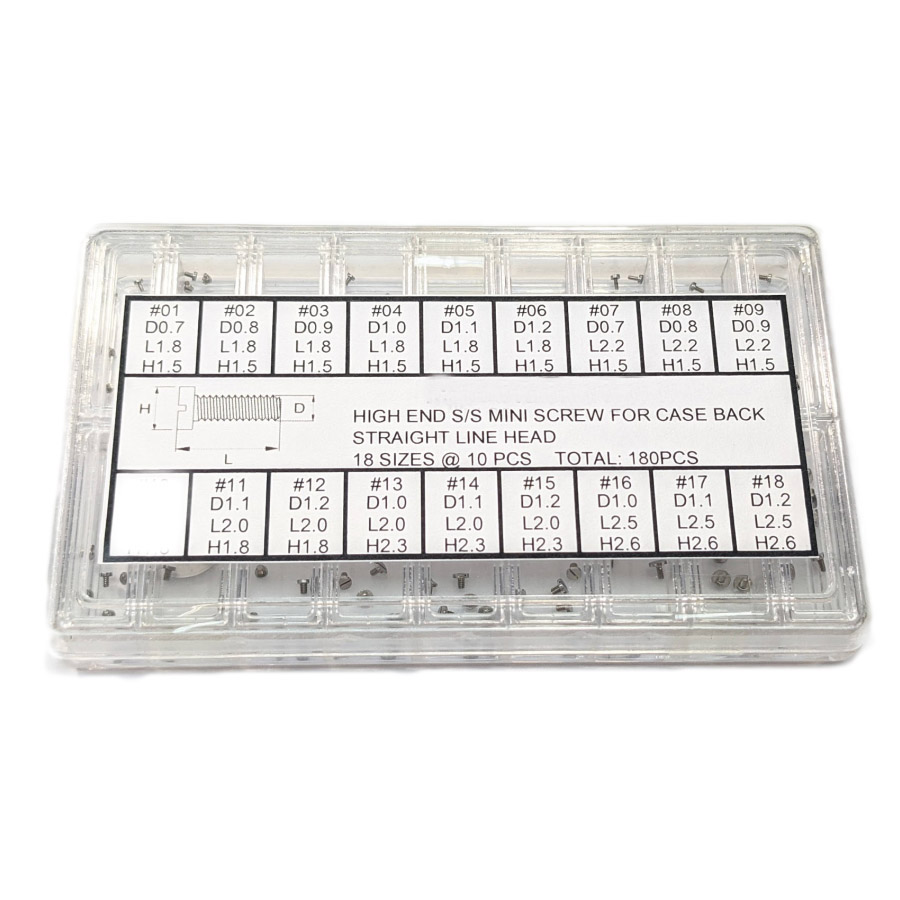 #01 #02 #03 #04 #05 #06 #07 #08 #09
D0.7 D0.8 D0.9 D1.0 D1.1 D1.2 D0.7 D0.8 D0.9
L1.8 L1.8 L1.8 L1.8 L1.8 L1.8 L2.2 L2.2 L2.2
H1.5 H1.5 H1.5 H1.5 H1.5 H1.5 H1.5 H1.5 H1.5
H D
L
HIGH END S/S MINI SCREW FOR CASE BACK
STRAIGHT LINE HEAD
18 SIZES @ 10 PCS TOTAL: 180PCS
#11 #12 #13 #14 #15 #16 #17 #18
D1.1 D1.2 D1.0 D1.1 D1.2 D1.0 D1.1 D1.2
L2.0 L2.0 L2.0 L2.0 L2.0 L2.5 L2.5 L2.5
H1.8 H1.8 H2.3 H2.3 H2.3 H2.6 H2.6 H2.6